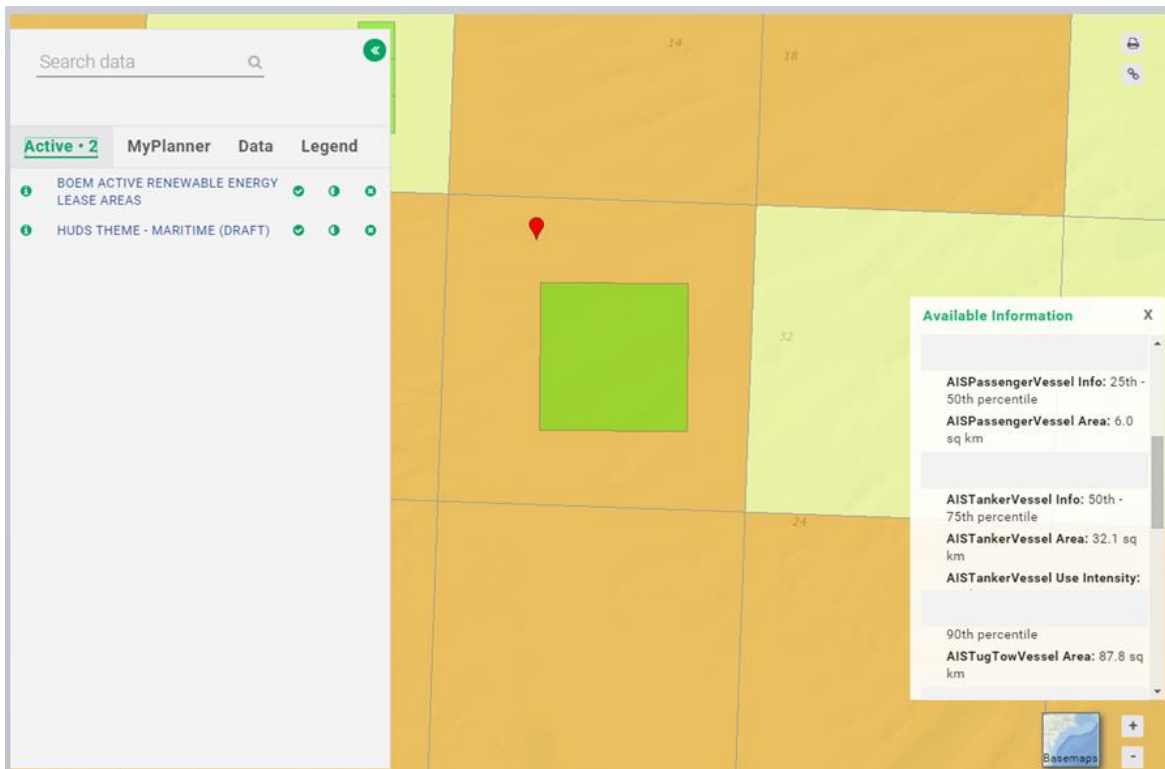 Search data
Active • 2
MyPlanner
Data
Legend
BOEM ACTIVE RENEWABLE ENERGY
LEASE AREAS
HUDS THEME - MARITIME (DRAFT)
14
18
32
24
Available Information
X
AISPassengerVessel Info: 25th -
50th percentile
AISPassengerVessel Area: 6.0
sq km
AISTankerVessel Info: 50th -
75th percentile
AISTankerVessel Area: 32.1 sq
km
AISTankerVessel Use Intensity:
90th percentile
AISTugTowVessel Area: 87.8 sq
km
Basemaps
+
-